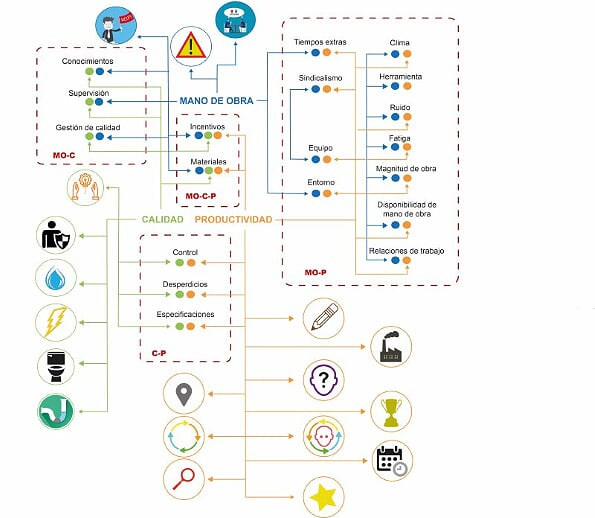 Conocimientos
Supervisión
Gestión de calidad
MO-C
MANO DE OBRA
Incentivos
Materiales
MO-C-P
Tiempos extras
Sindicalismo
Equipo
Entorno
Clima
Herramienta
Ruido
Fatiga
Magnitud de obra
Disponibilidad de
mano de obra
Relaciones de trabajo
MO-P
CALIDAD
PRODUCTIVIDAD
Control
Desperdicios
Especificaciones
C-P
?